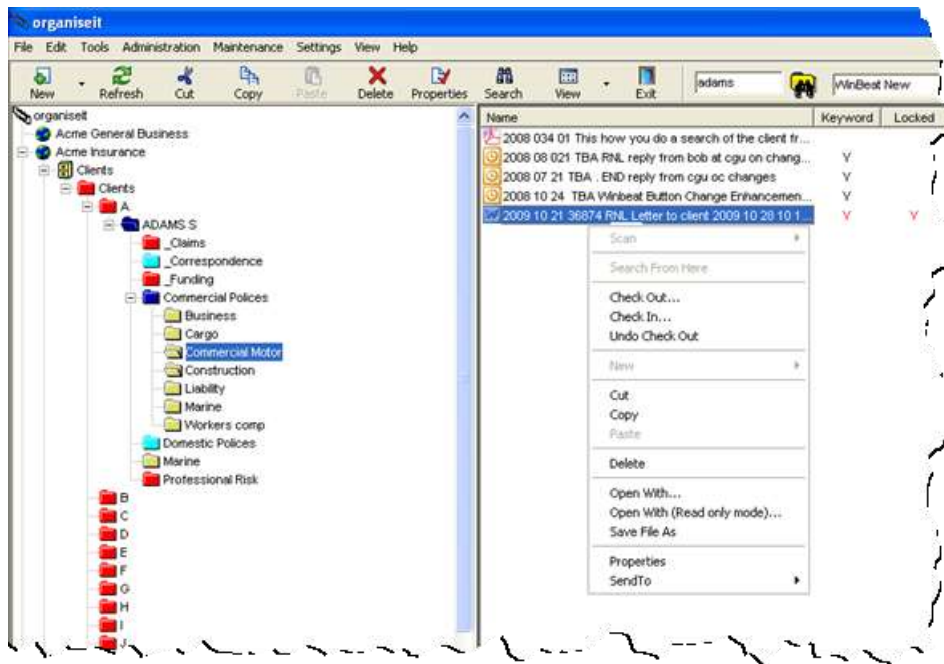 organiseit
File Edit Tools Administration Maintenance Settings View Help
New Refresh Cut Copy Paste Delete Properties Search View Exit adams WinBeat New
organiseit
Acme General Business
Acme Insurance
Clients
Clients
A
ADAMS S
_Claims
_Correspondence
_Funding
Commercial Polices
Business
Cargo
Commercial Motor
Construction
Liability
Marine
Workers comp
Domestic Polices
Marine
Professional Risk
B
C
D
E
F
G
H
I
J
Name Keyword Locked
2008 034 01 This how you do a search of the client fr...
2008 08 021 TBA RNL reply from bob at cgu on chang... Y
2008 07 21 TBA . END reply from cgu oc changes Y
2008 10 24 TBA Winbeat Button Change Enhancemen... Y
2009 10 21 36874 RNL Letter to client 2009 10 28 10 1... Y Y
Scan
Search From Here
Check Out...
Check In...
Undo Check Out
New
Cut
Copy
Paste
Delete
Open With...
Open With (Read only mode)...
Save File As
Properties
SendTo